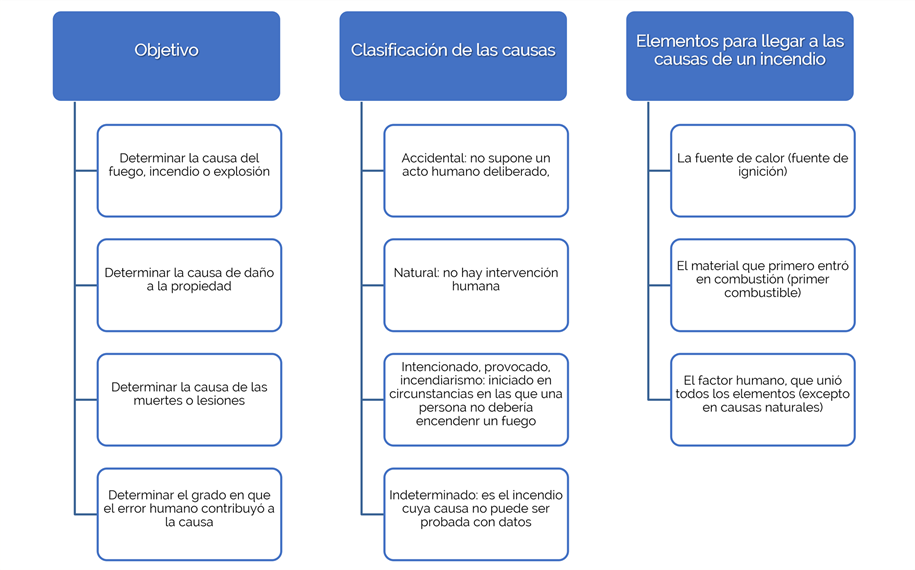 Objetivo
Determinar la causa del
fuego, incendio o explosión
Determinar la causa de daño
a la propiedad
Determinar la causa de las
muertes o lesiones
Determinar el grado en que
el error humano contribuyó a
la causa
Clasificación de las causas
Accidental: no supone un
acto humano deliberado,
Natural: no hay intervención
humana
Intencionado, provocado,
incendiarismo: iniciado en
circunstancias en las que una
persona no debería
encendenr un fuego
Indeterminado: es el incendio
cuya causa no puede ser
probada con datos
Elementos para llegar a las
causas de un incendio
La fuente de calor (fuente de
ignición)
El material que primero entró
en combustión (primer
combustible)
El factor humano, que unió
todos los elementos (excepto
en causas naturales)